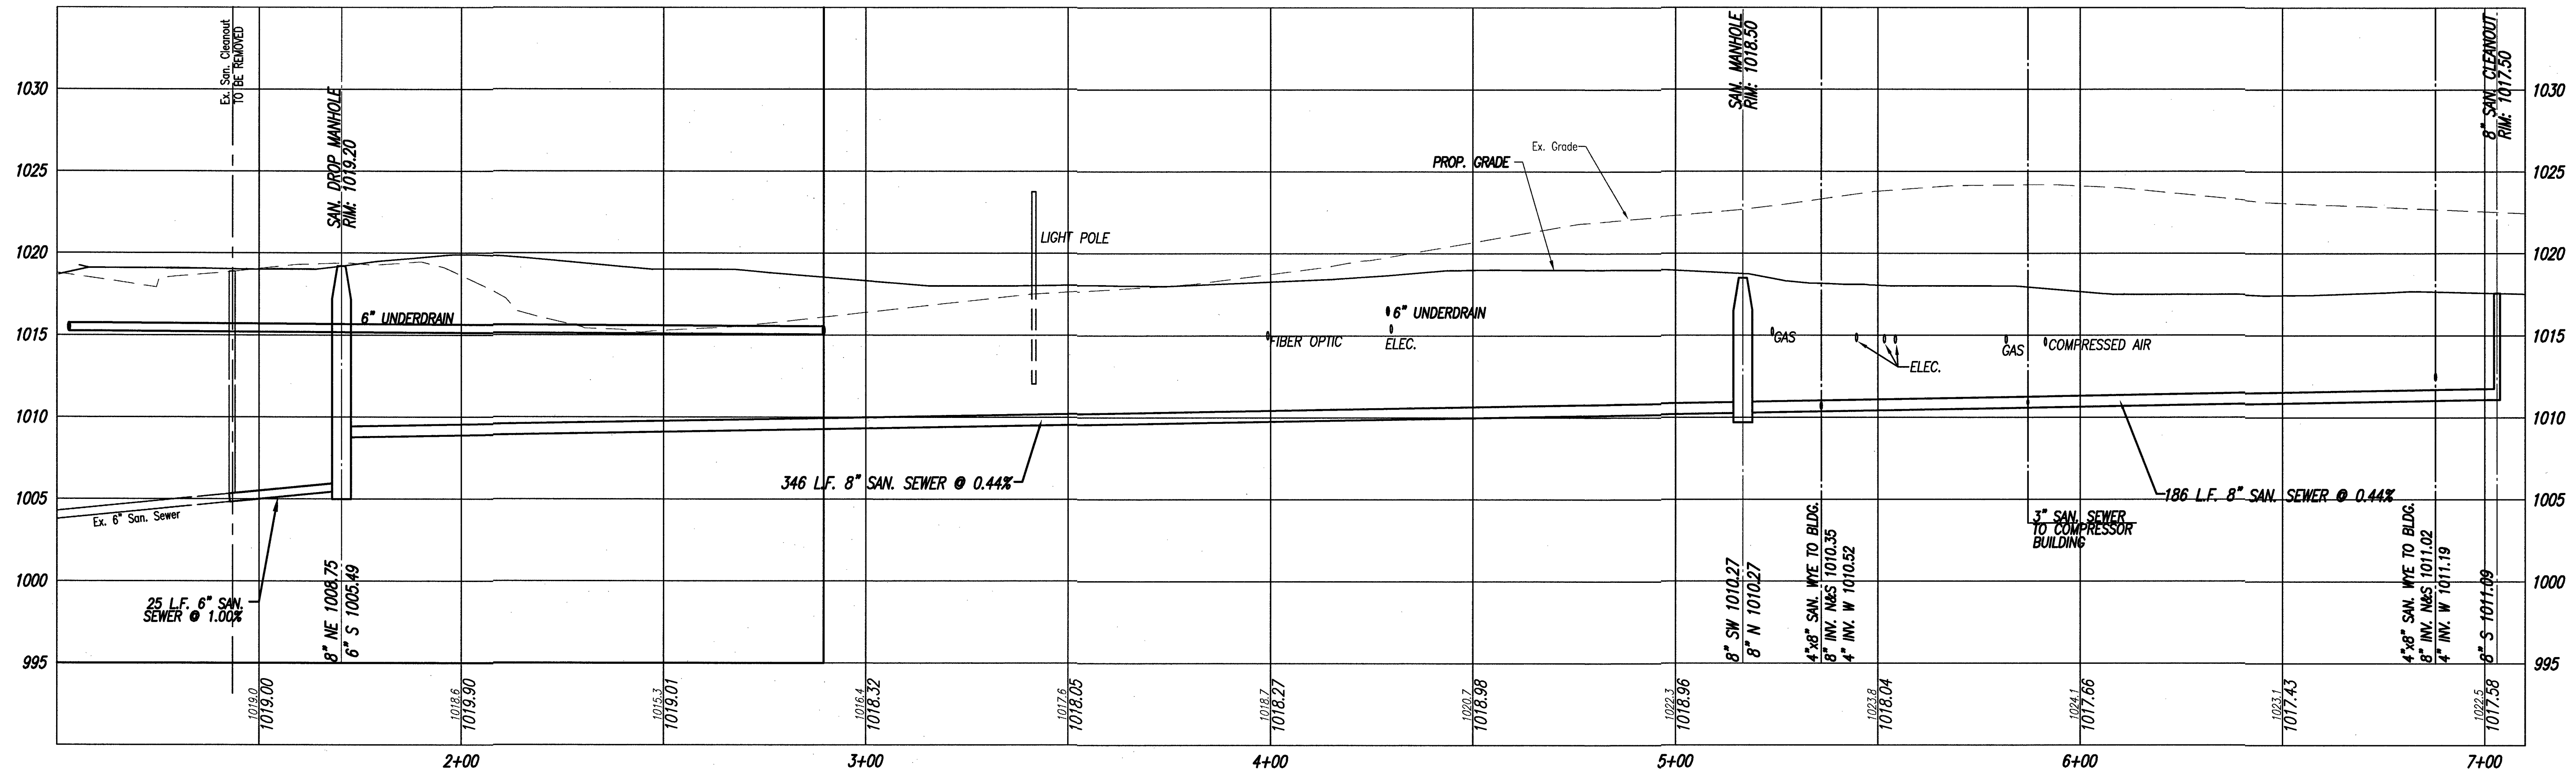 Ex. San. Cleanout
TO BE REMOVED
SAN. DROP MANHOLE
RIM: 1019.20
SAN. MANHOLE
RIM: 1018.50
8" SAN. CLEANOUT
RIM: 1017.50
1030
1030
1025
1025
1020
1020
1015
1015
1010
1010
1005
1005
1000
1000
995
995
PROP. GRADE
Ex. Grade
LIGHT POLE
6" UNDERDRAIN
6" UNDERDRAIN
FIBER OPTIC
ELEC.
GAS
ELEC.
GAS
COMPRESSED AIR
346 L.F. 8" SAN. SEWER @ 0.44%
186 L.F. 8" SAN. SEWER @ 0.44%
Ex. 6" San. Sewer
3" SAN. SEWER
TO COMPRESSOR
BUILDING
25 L.F. 6" SAN.
SEWER @ 1.00%
8" NE 1008.75
6" S 1005.49
8" SW 1010.27
8" N 1010.27
4"x8" SAN. WYE TO BLDG.
8" INV. N&S 1010.35
4" INV. W 1010.52
4"x8" SAN. WYE TO BLDG.
8" INV. N&S 1011.02
4" INV. W 1011.19
8" S 1011.09
1019.0
1019.00
1018.6
1019.90
1015.3
1019.01
1016.4
1018.32
1017.6
1018.05
1018.7
1018.27
1020.7
1018.98
1022.3
1018.96
1023.8
1018.04
1024.1
1017.66
1023.1
1017.43
1022.5
1017.58
2+00
3+00
4+00
5+00
6+00
7+00